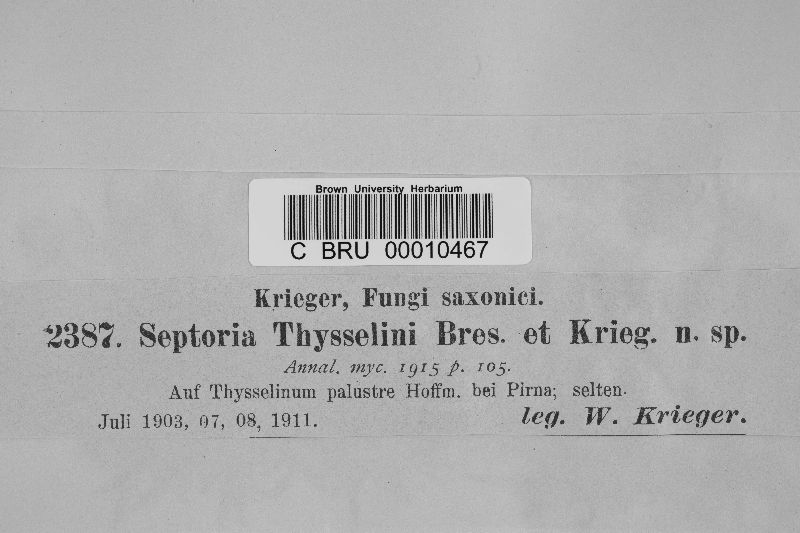 Brown University Herbarium
C BRU 00010467
Krieger, Fungi saxonici.
2387. Septoria Thysselini Bres. et Krieg. n. sp.
Annal. myc. 1915 p. 105.
Auf Thysselinum palustre Hoffm. bei Pirna; selten.
Juli 1903, 07, 08, 1911. leg. W. Krieger.